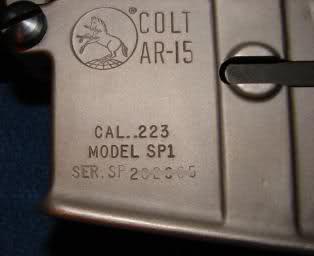 ®
COLT
AR-15
CAL. .223
MODEL SP1
SER. SP